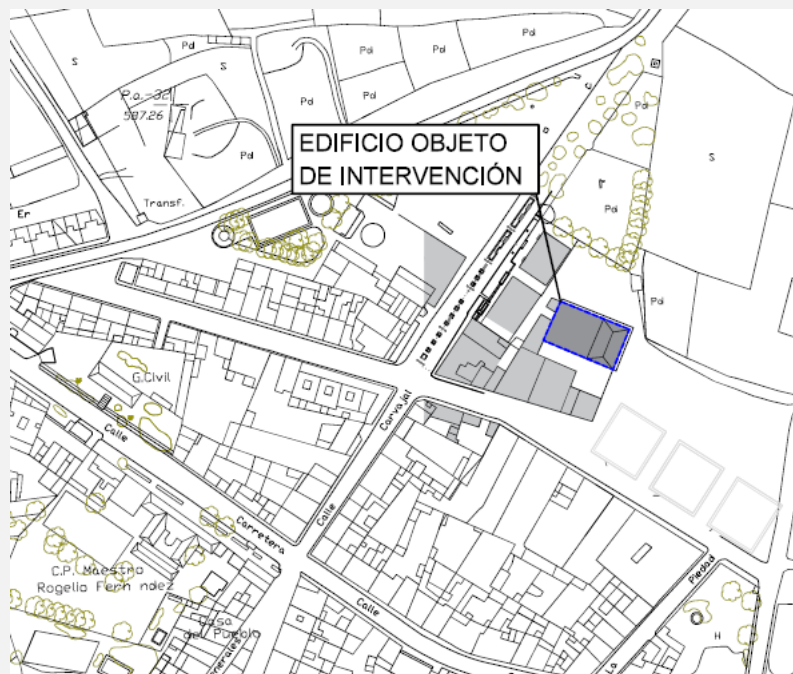 Pd
Pd
Pd
Pd
S
S
P.a.-32
587.26
Pd
Pd
Pd
EDIFICIO OBJETO
DE INTERVENCIÓN
S
Pd
Transf.
Er
Pd
G.Civil
Calle
Carvajal
Calle
Carretera
C.P. Maestro
Rogelio Fern ndez
Casa
del Pueblo
Calle
Piedad
La
H